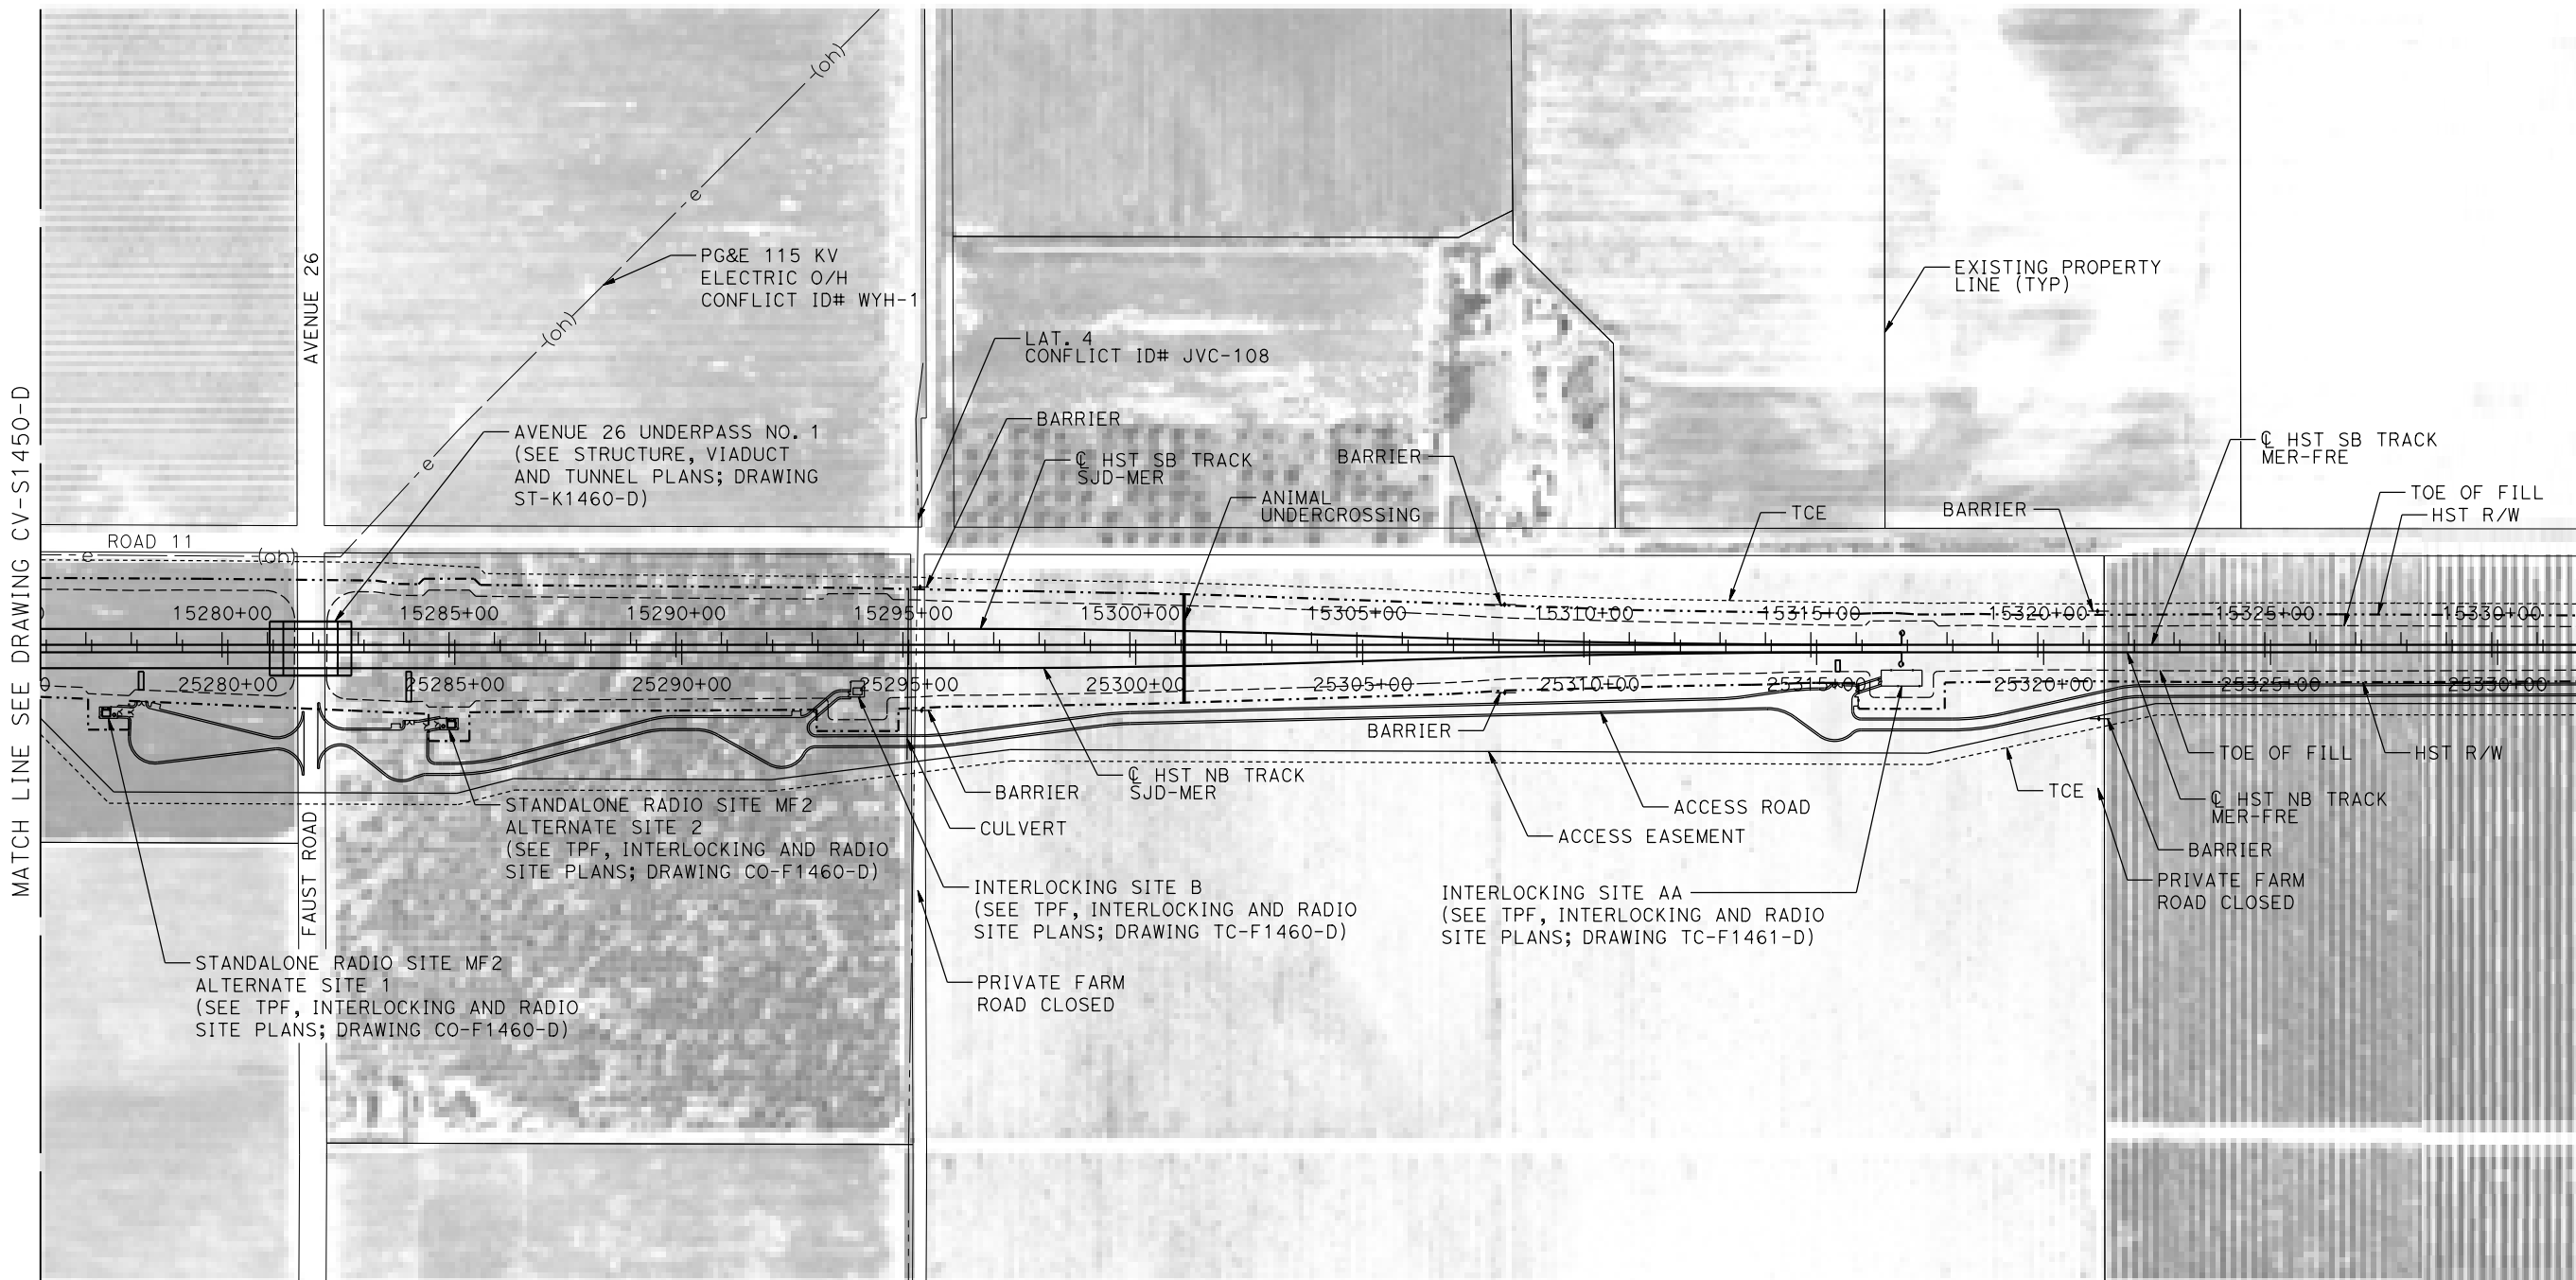 MATCH LINE SEE DRAWING CV-S1450-D
AVENUE 26
(oh)
e
(oh)
e
PG&E 115 KV
ELECTRIC O/H
CONFLICT ID# WYH-1
EXISTING PROPERTY
LINE (TYP)
LAT. 4
CONFLICT ID# JVC-108
BARRIER
AVENUE 26 UNDERPASS NO. 1
(SEE STRUCTURE, VIADUCT
AND TUNNEL PLANS; DRAWING
ST-K1460-D)
℄ HST SB TRACK
SJD-MER
BARRIER
ANIMAL
UNDERCROSSING
℄ HST SB TRACK
MER-FRE
TCE
BARRIER
TOE OF FILL
HST R/W
ROAD 11
e
(oh)
0
15280+00
15285+00
15290+00
15295+00
15300+00
15305+00
15310+00
15315+00
15320+00
15325+00
15330+00
0
25280+00
25285+00
25290+00
25295+00
25300+00
25305+00
25310+00
25315+00
25320+00
25325+00
25330+00
BARRIER
TOE OF FILL
HST R/W
℄ HST NB TRACK
SJD-MER
BARRIER
TCE
℄ HST NB TRACK
MER-FRE
ACCESS ROAD
CULVERT
ACCESS EASEMENT
BARRIER
STANDALONE RADIO SITE MF2
ALTERNATE SITE 2
(SEE TPF, INTERLOCKING AND RADIO
SITE PLANS; DRAWING CO-F1460-D)
FAUST ROAD
INTERLOCKING SITE B
(SEE TPF, INTERLOCKING AND RADIO
SITE PLANS; DRAWING TC-F1460-D)
INTERLOCKING SITE AA
(SEE TPF, INTERLOCKING AND RADIO
SITE PLANS; DRAWING TC-F1461-D)
PRIVATE FARM
ROAD CLOSED
STANDALONE RADIO SITE MF2
ALTERNATE SITE 1
(SEE TPF, INTERLOCKING AND RADIO
SITE PLANS; DRAWING CO-F1460-D)
PRIVATE FARM
ROAD CLOSED